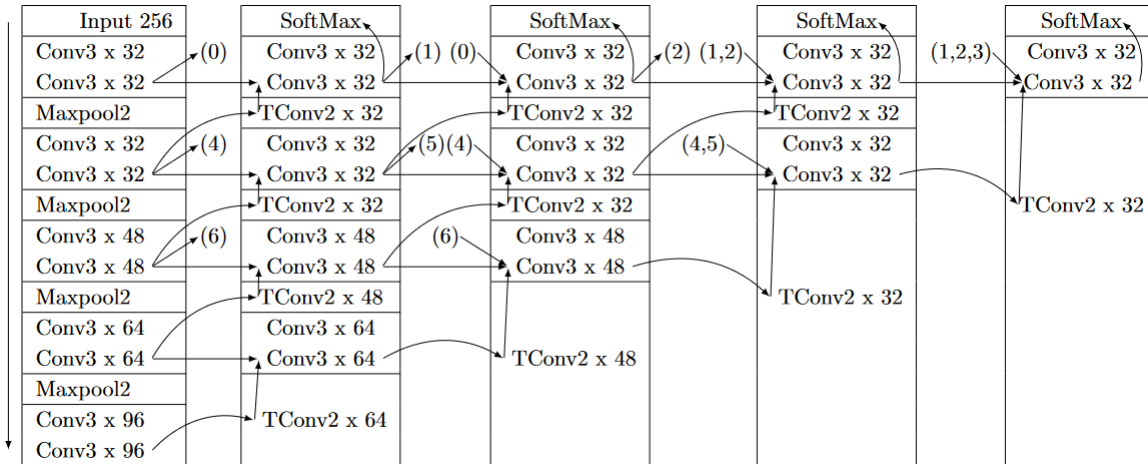 Input 256 SoftMax SoftMax SoftMax SoftMax
Conv3 x 32 (0) Conv3 x 32 (1) (0) Conv3 x 32 (2) (1,2) Conv3 x 32 (1,2,3) Conv3 x 32
Conv3 x 32 Conv3 x 32 Conv3 x 32 Conv3 x 32 Conv3 x 32
Maxpool2 TConv2 x 32 TConv2 x 32 TConv2 x 32
Conv3 x 32 (4) Conv3 x 32 (5) (4) Conv3 x 32 (4,5) Conv3 x 32
Conv3 x 32 Conv3 x 32 Conv3 x 32 Conv3 x 32
Maxpool2 TConv2 x 32 TConv2 x 32 TConv2 x 32
Conv3 x 48 (6) Conv3 x 48 (6) Conv3 x 48
Conv3 x 48 Conv3 x 48 Conv3 x 48
Maxpool2 TConv2 x 48 TConv2 x 32
Conv3 x 64 Conv3 x 64
Conv3 x 64 Conv3 x 64 TConv2 x 48
Maxpool2
Conv3 x 96 TConv2 x 64
Conv3 x 96